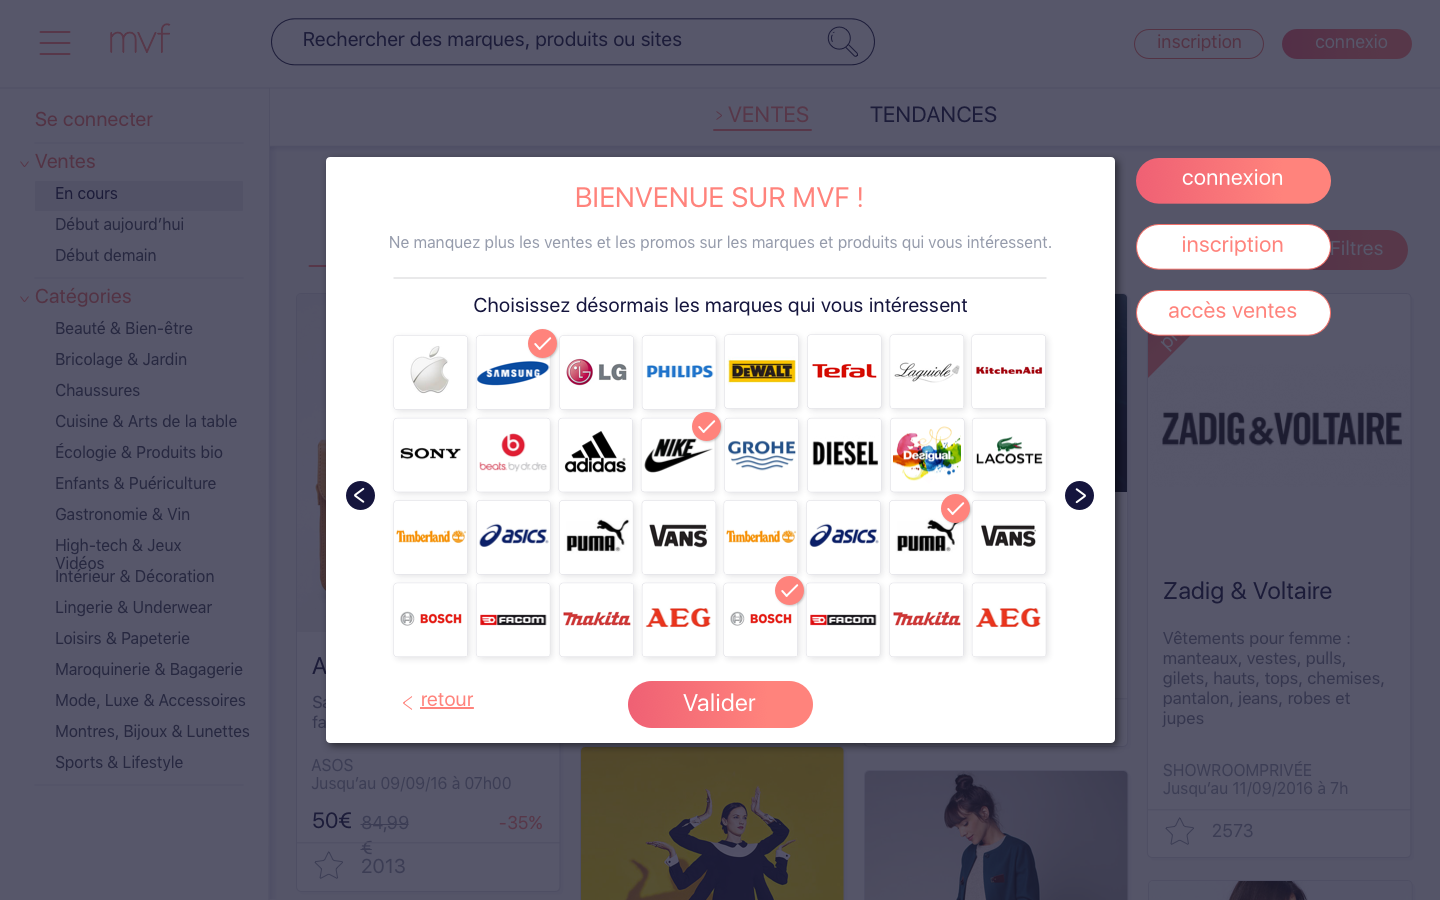 mvf
Rechercher des marques, produits ou sites
inscription
connexio
Se connecter
> VENTES
TENDANCES
Ventes
En cours
Début aujourd'hui
Début demain
Catégories
Beauté & Bien-être
Bricolage & Jardin
Chaussures
Cuisine & Arts de la table
Écologie & Produits bio
Enfants & Puériculture
Gastronomie & Vin
High-tech & Jeux
Vidéos
Intérieur & Décoration
Lingerie & Underwear
Loisirs & Papeterie
Maroquinerie & Bagagerie
Mode, Luxe & Accessoires
Montres, Bijoux & Lunettes
Sports & Lifestyle
BIENVENUE SUR MVF !
Ne manquez plus les ventes et les promos sur les marques et produits qui vous intéressent.
Choisissez désormais les marques qui vous intéressent
SAMSUNG
LG
PHILIPS
DEWALT
Tefal
Laguiole
KitchenAid
SONY
beats by dr. dre
adidas
NIKE
GROHE
DIESEL
Desigual
LACOSTE
Timberland
asics
PUMA
VANS
Timberland
asics
PUMA
VANS
BOSCH
FACOM
makita
AEG
BOSCH
FACOM
makita
AEG
< retour
Valider
connexion
inscription
Filtres
accès ventes
ZADIG & VOLTAIRE
Zadig & Voltaire
Vêtements pour femme :
manteaux, vestes, pulls,
gilets, hauts, tops, chemises,
pantalon, jeans, robes et
jupes
SHOWROOMPRIVÉE
Jusqu'au 11/09/2016 à 7h
2573
ASOS
Jusqu'au 09/09/16 à 07h00
50€
84,99
€
-35%
2013